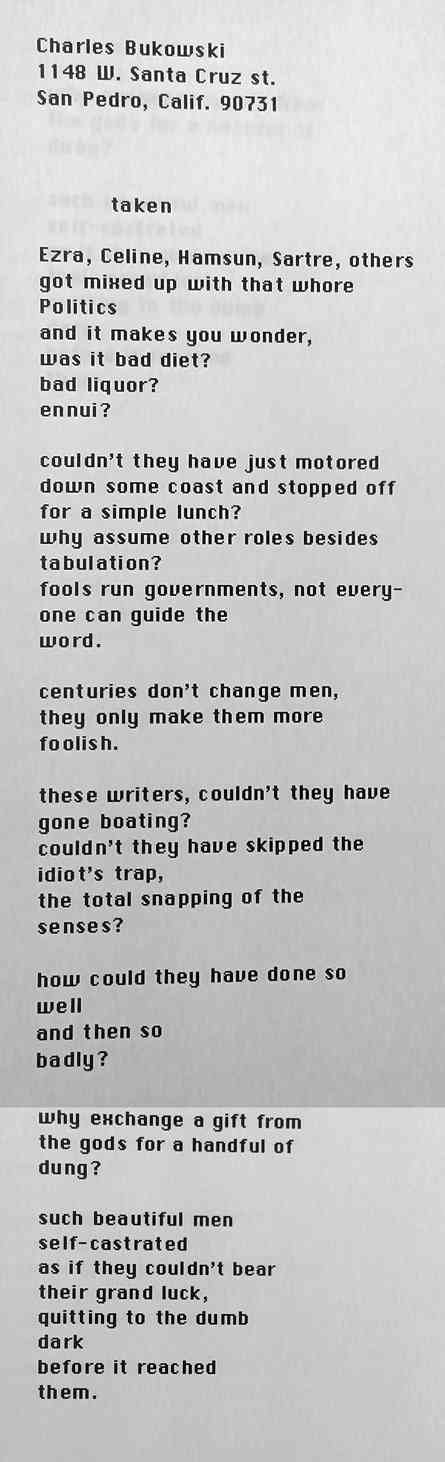 Charles Bukowski
1148 W. Santa Cruz st.
San Pedro, Calif. 90731
taken
Ezra, Celine, Hamsun, Sartre, others
got mixed up with that whore
Politics
and it makes you wonder,
was it bad diet?
bad liquor?
ennui?
couldn't they have just motored
down some coast and stopped off
for a simple lunch?
why assume other roles besides
tabulation?
fools run governments, not every-
one can guide the
word.
centuries don't change men,
they only make them more
foolish.
these writers, couldn't they have
gone boating?
couldn't they have skipped the
idiot's trap,
the total snapping of the
senses?
how could they have done so
well
and then so
badly?
why exchange a gift from
the gods for a handful of
dung?
such beautiful men
self-castrated
as if they couldn't bear
their grand luck,
quitting to the dumb
dark
before it reached
them.